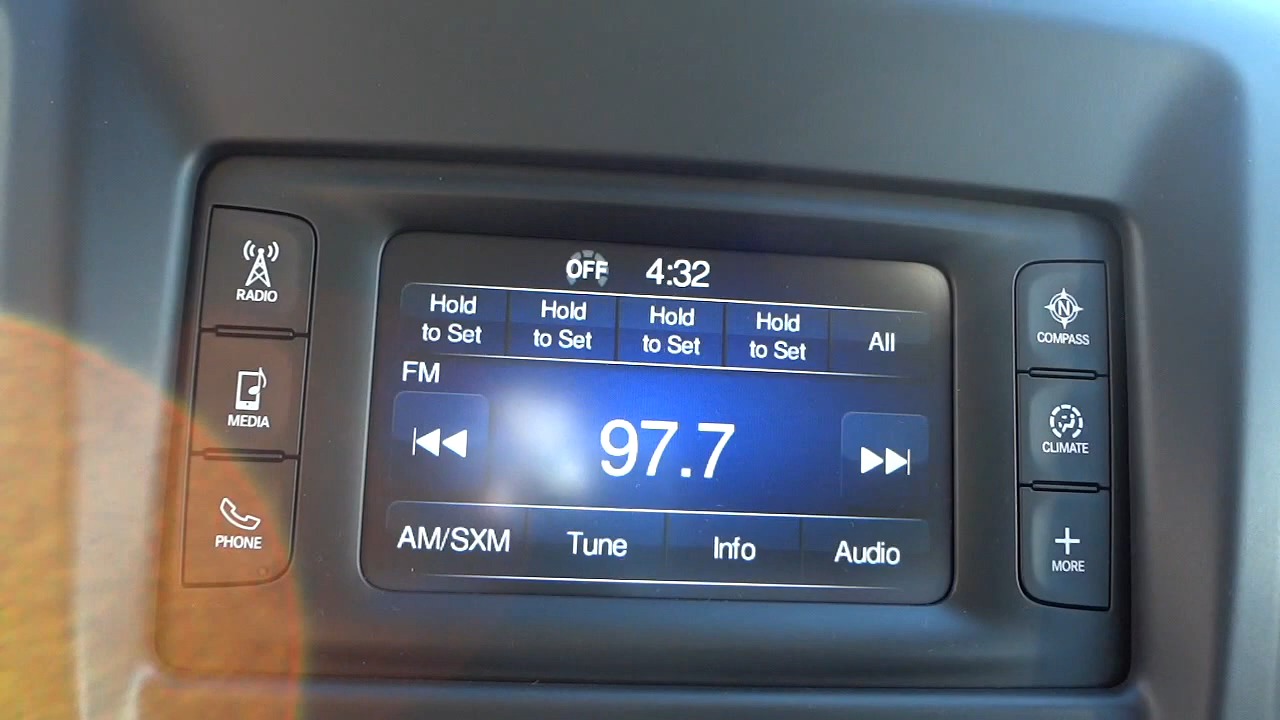 OFF 4:32
Hold to Set
Hold to Set
Hold to Set
Hold to Set
All
FM
97.7
AM/SXM Tune Info Audio
RADIO
MEDIA
PHONE
N
COMPASS
CLIMATE
MORE